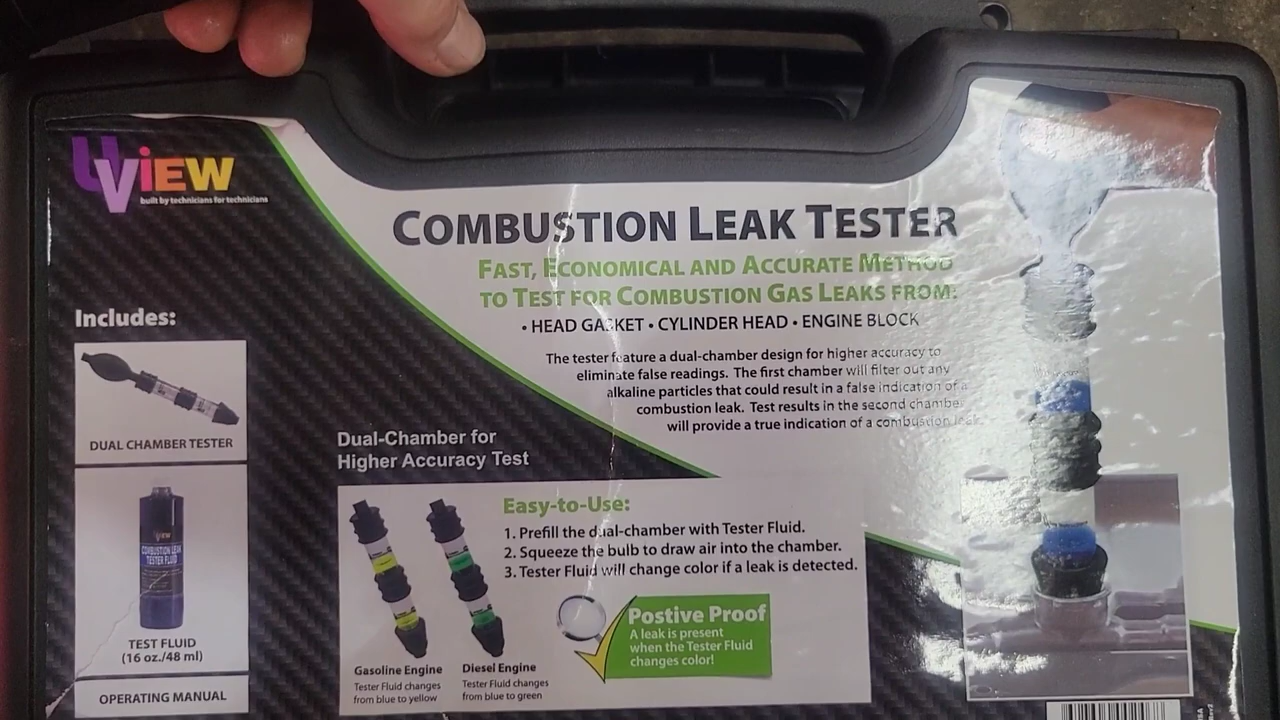 UVIEW
built by technicians for technicians
COMBUSTION LEAK TESTER
FAST, ECONOMICAL AND ACCURATE METHOD
TO TEST FOR COMBUSTION GAS LEAKS FROM:
• HEAD GASKET • CYLINDER HEAD • ENGINE BLOCK
The tester feature a dual-chamber design for higher accuracy to
eliminate false readings. The first chamber will filter out any
alkaline particles that could result in a false indication of a
combustion leak. Test results in the second chamber
will provide a true indication of a combustion leak.
Includes:
DUAL CHAMBER TESTER
UVIEW
COMBUSTION LEAK
TESTER FLUID
TEST FLUID
(16 oz./48 ml)
OPERATING MANUAL
Dual-Chamber for
Higher Accuracy Test
Easy-to-Use:
1. Prefill the dual-chamber with Tester Fluid.
2. Squeeze the bulb to draw air into the chamber.
3. Tester Fluid will change color if a leak is detected.
Postive Proof
A leak is present
when the Tester Fluid
changes color!
Gasoline Engine
Tester Fluid changes
from blue to yellow
Diesel Engine
Tester Fluid changes
from blue to green